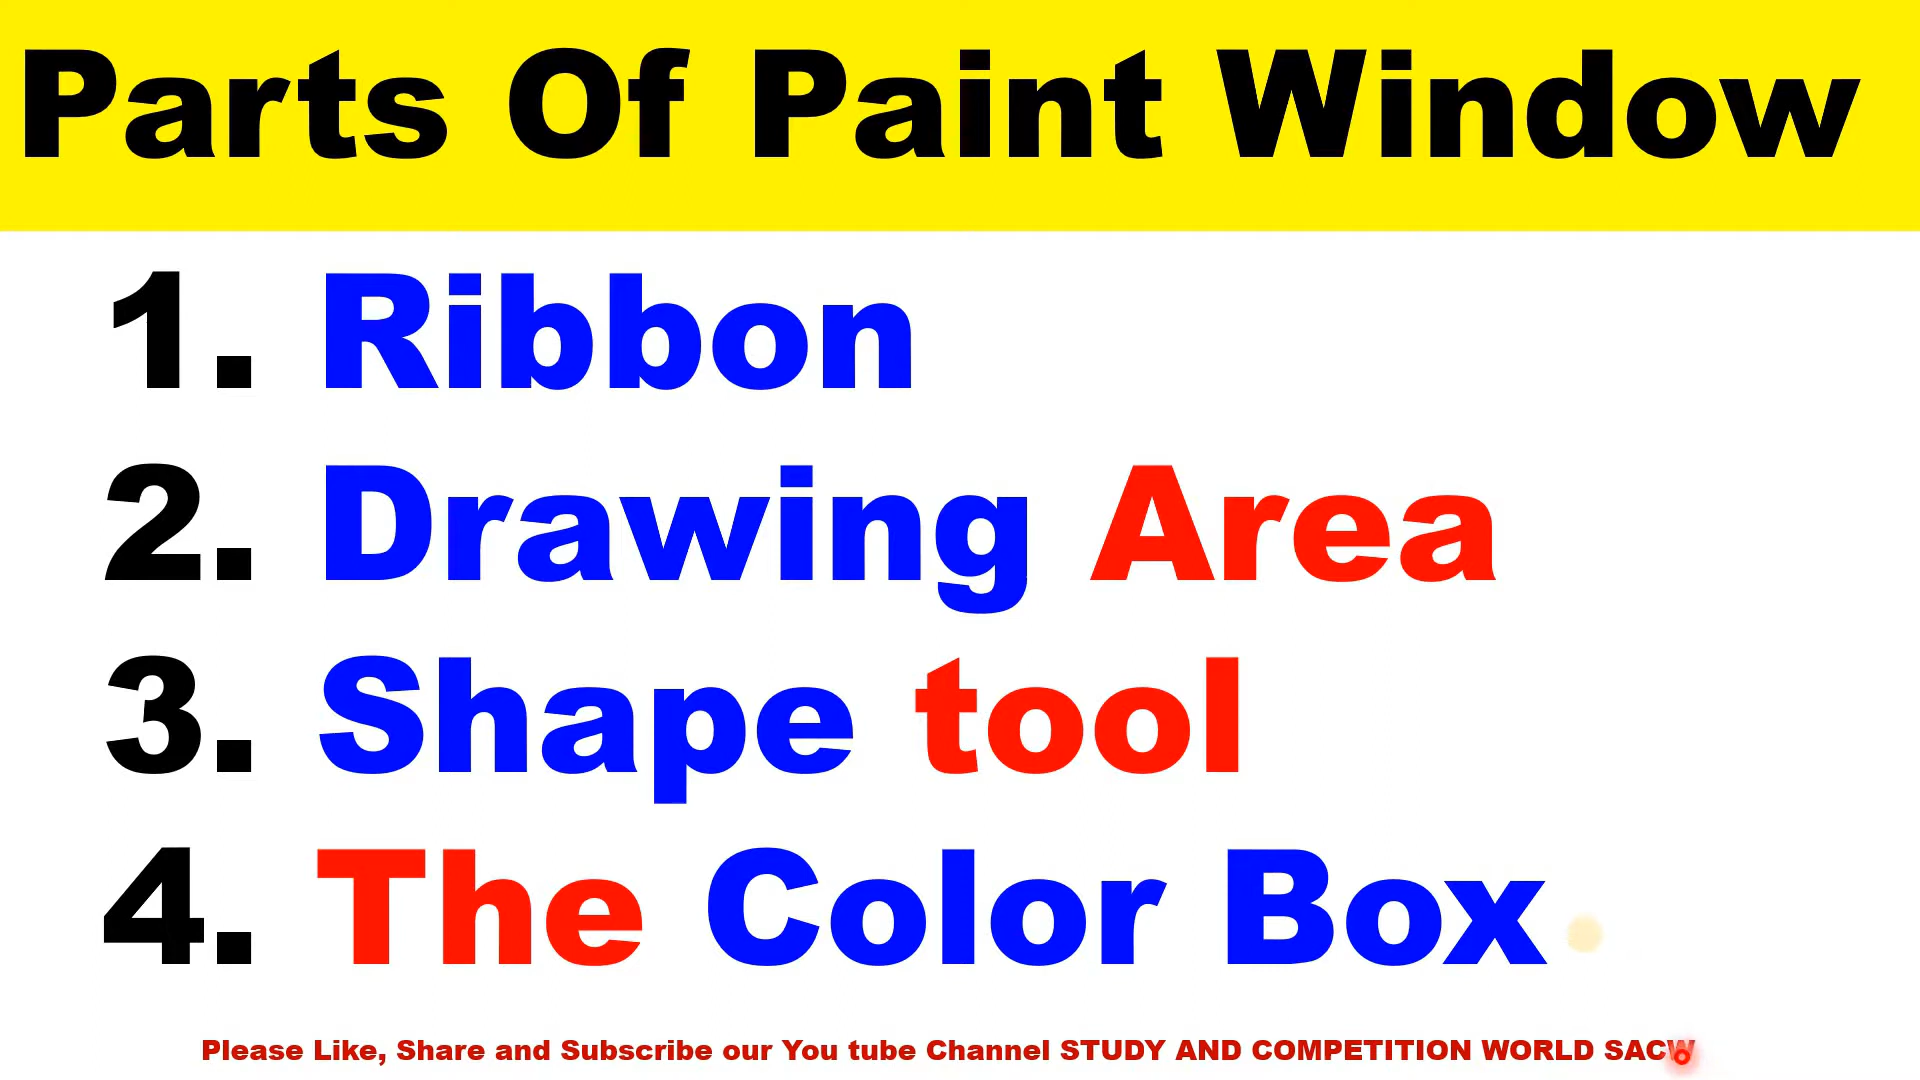 Parts Of Paint Window
1. Ribbon
2. Drawing Area
3. Shape tool
4. The Color Box
Please Like, Share and Subscribe our You tube Channel STUDY AND COMPETITION WORLD SACW